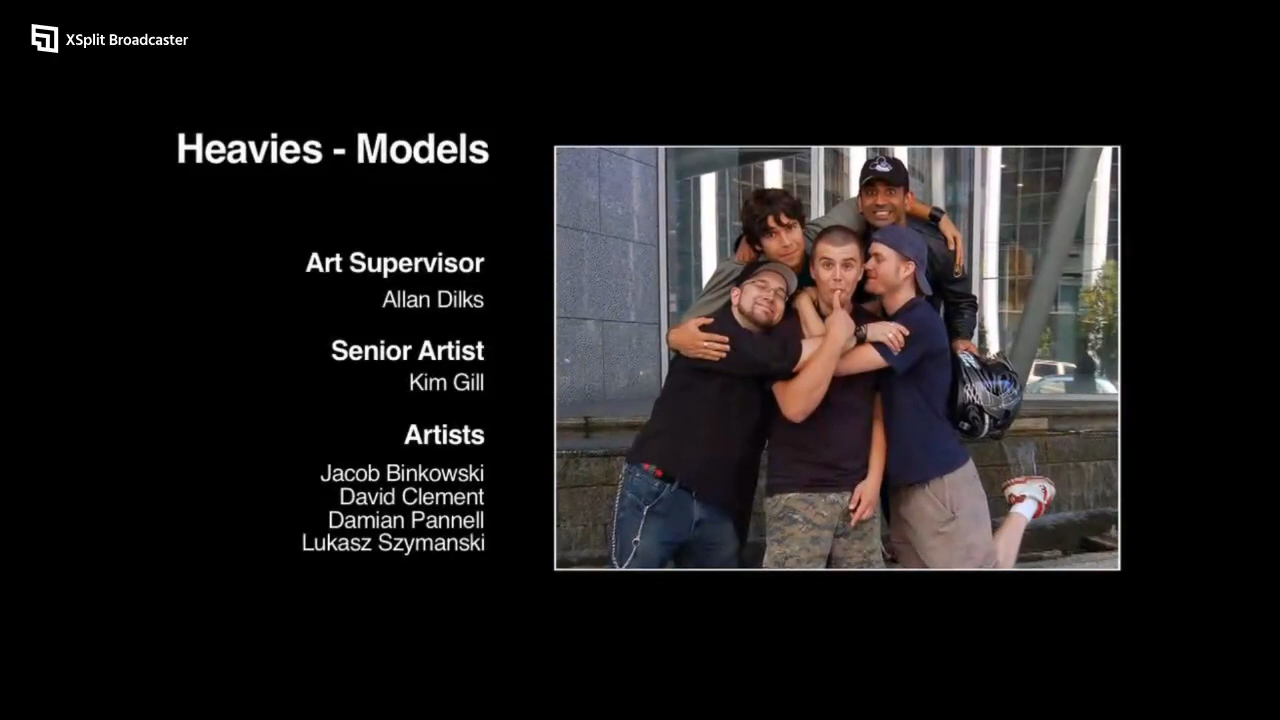 XSplit Broadcaster
Heavies - Models
Art Supervisor
Allan Dilks
Senior Artist
Kim Gill
Artists
Jacob Binkowski
David Clement
Damian Pannell
Lukasz Szymanski